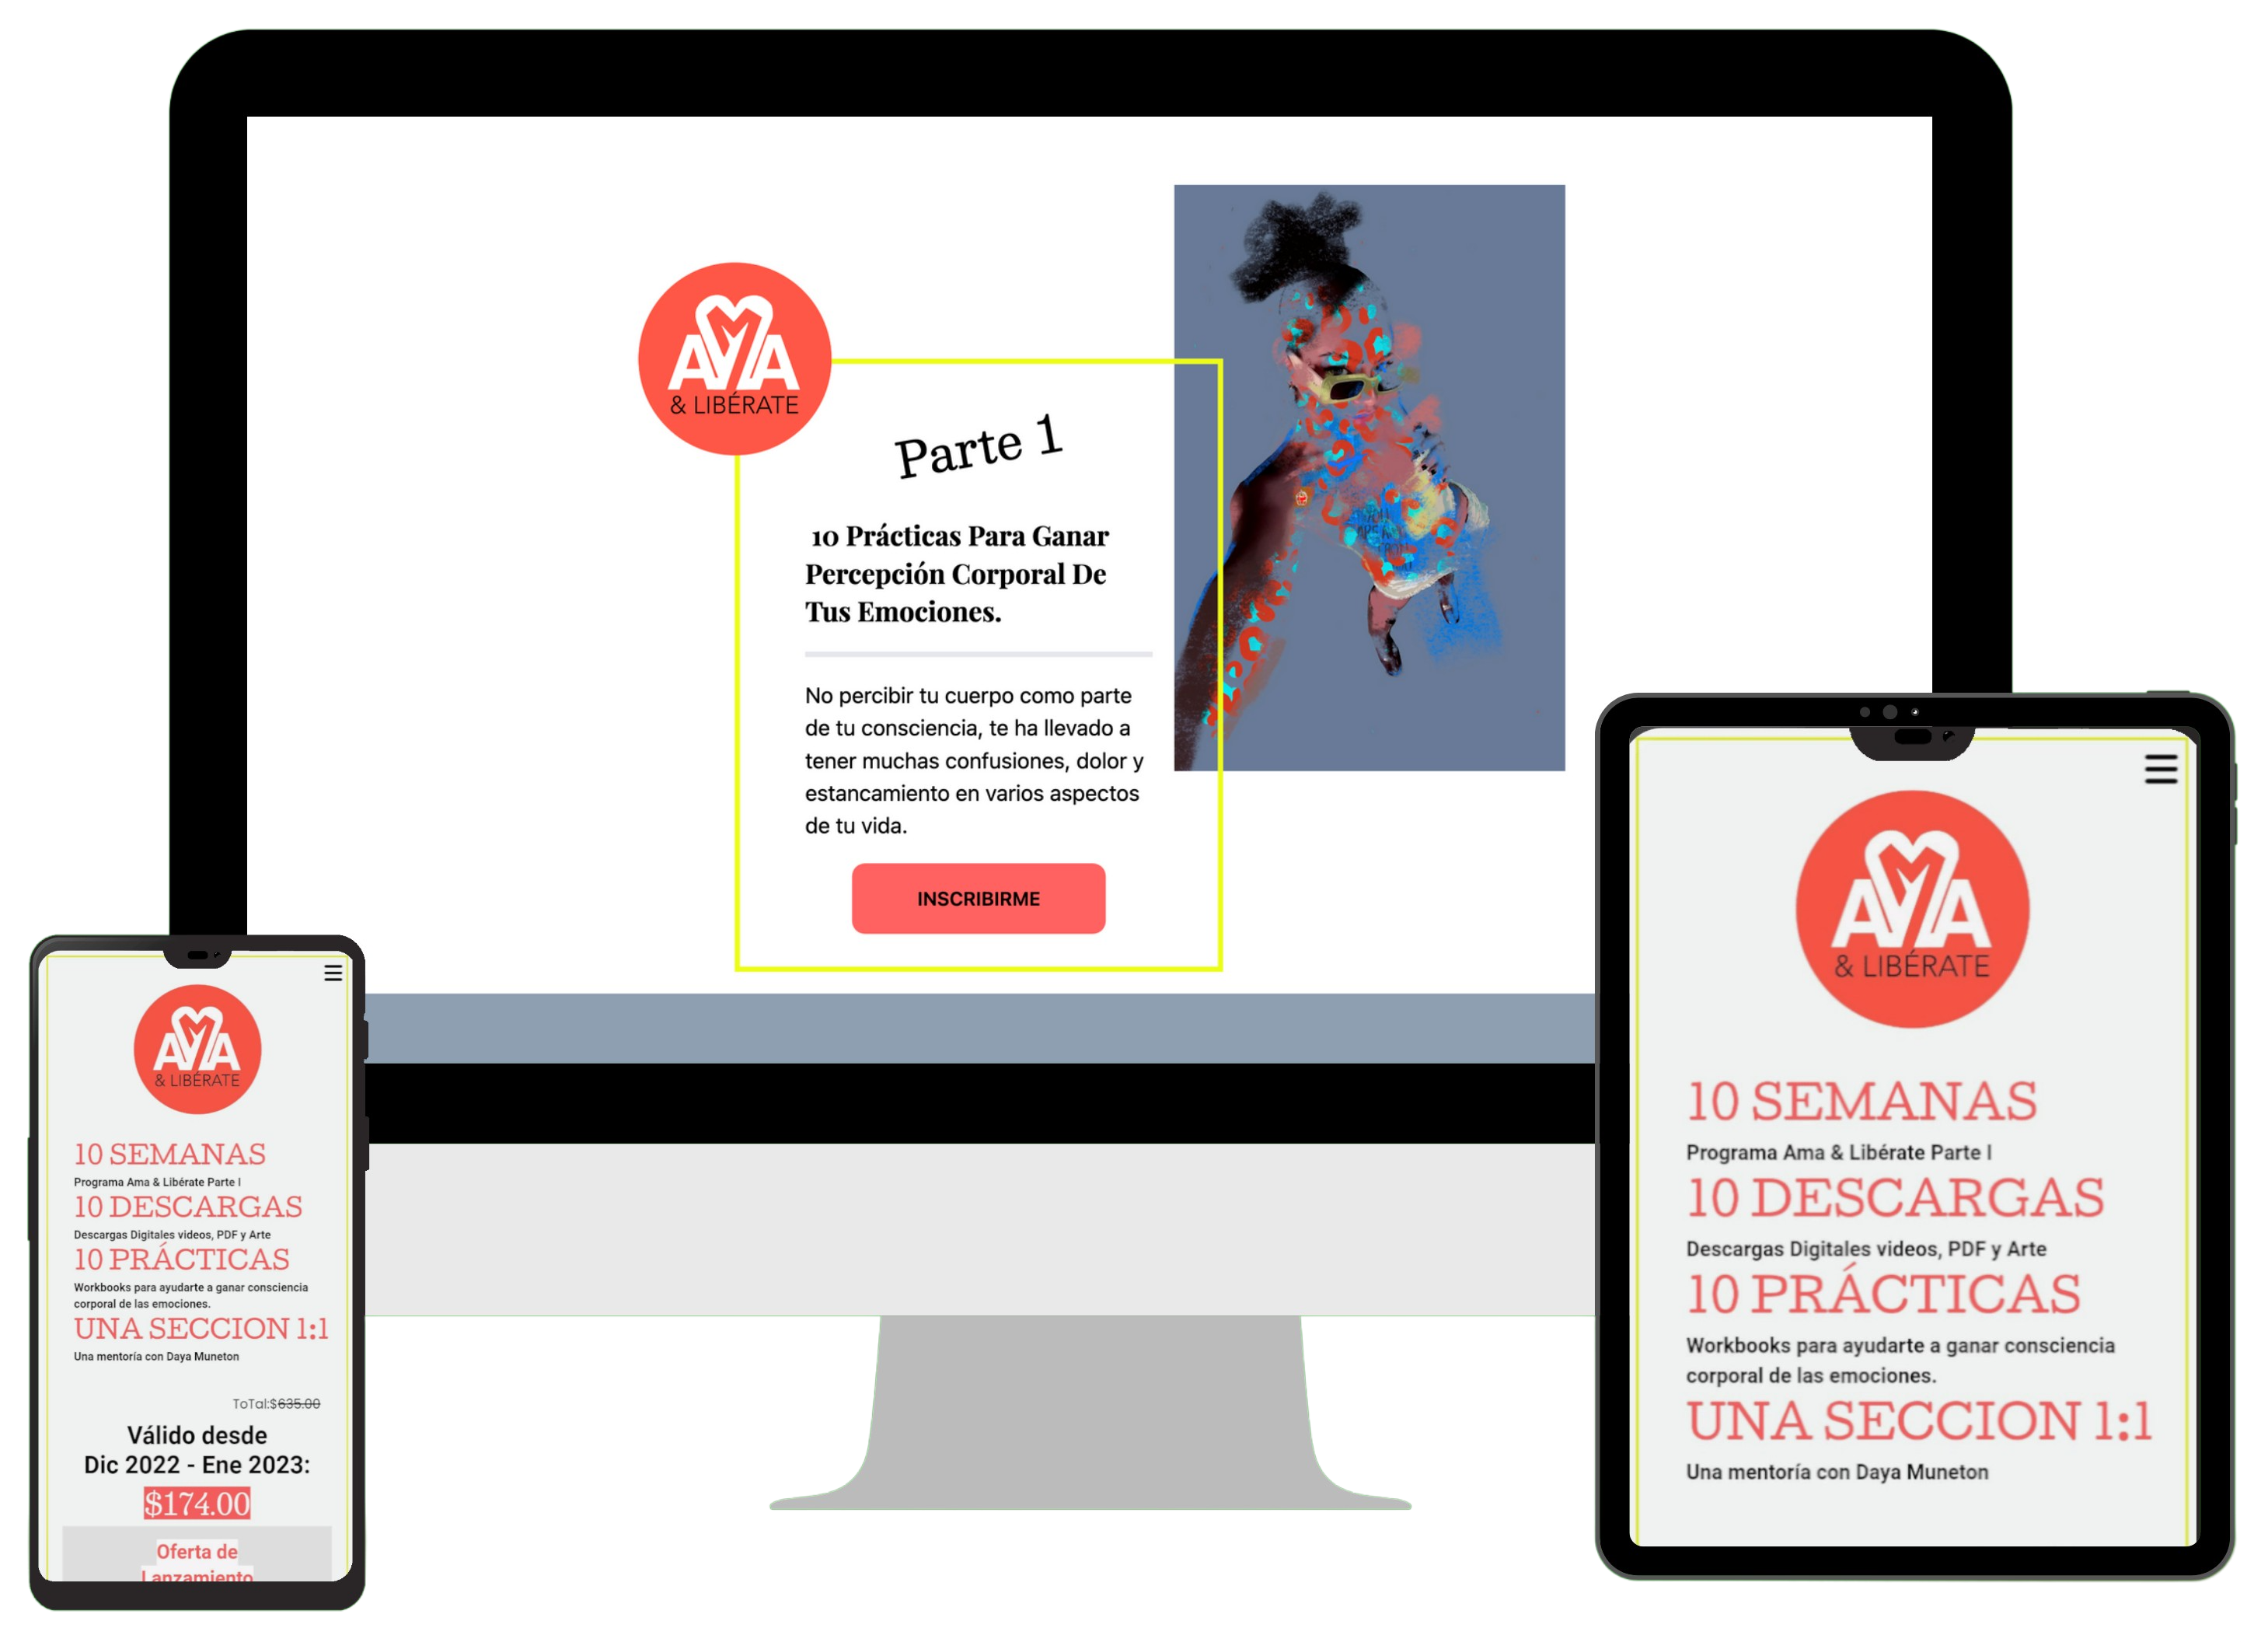 AMA
& LIBÉRATE
Parte 1
10 Prácticas Para Ganar
Percepción Corporal De
Tus Emociones.
No percibir tu cuerpo como parte
de tu consciencia, te ha llevado a
tener muchas confusiones, dolor y
estancamiento en varios aspectos
de tu vida.
INSCRIBIRME
AMA
& LIBÉRATE
10 SEMANAS
Programa Ama & Libérate Parte I
10 DESCARGAS
Descargas Digitales videos, PDF y Arte
10 PRÁCTICAS
Workbooks para ayudarte a ganar consciencia
corporal de las emociones.
UNA SECCION 1:1
Una mentoría con Daya Muneton
ToTal:$635.00
Válido desde
Dic 2022 - Ene 2023:
$174.00
Oferta de
Lanzamiento
AMA
& LIBÉRATE
10 SEMANAS
Programa Ama & Libérate Parte I
10 DESCARGAS
Descargas Digitales videos, PDF y Arte
10 PRÁCTICAS
Workbooks para ayudarte a ganar consciencia
corporal de las emociones.
UNA SECCION 1:1
Una mentoría con Daya Muneton